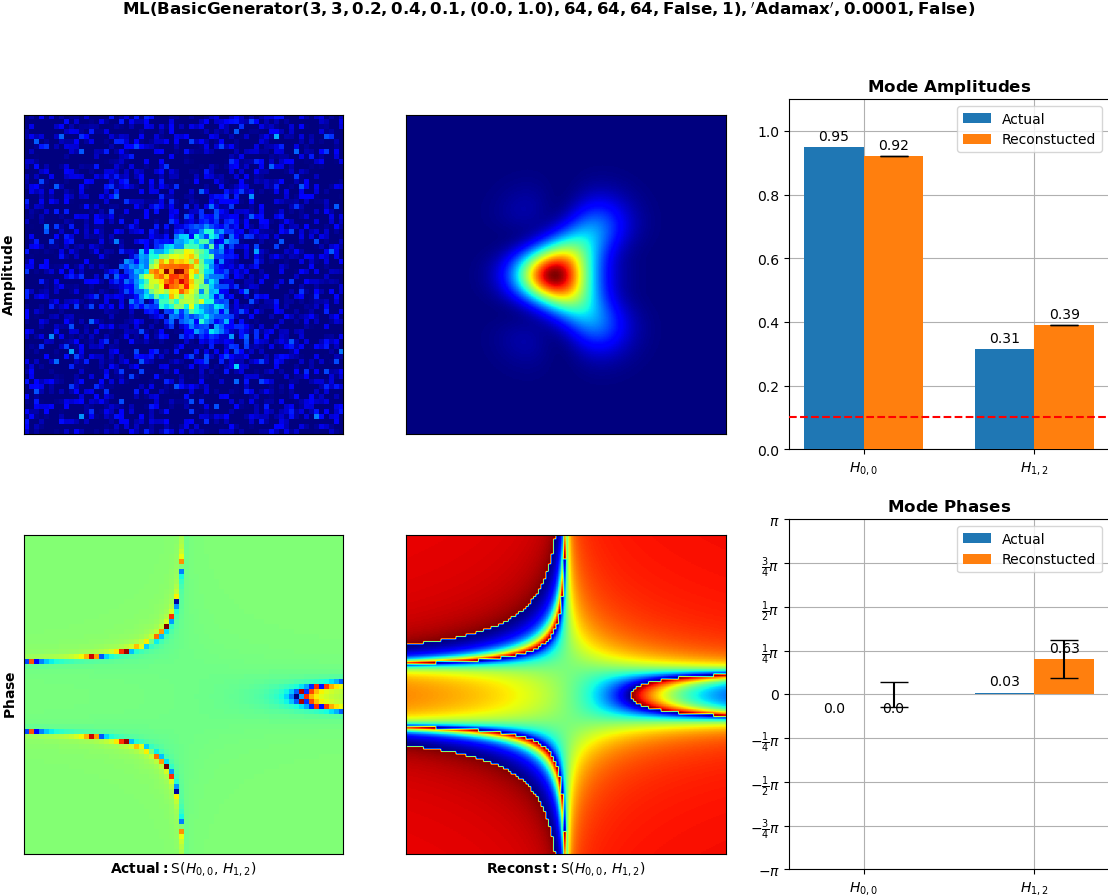 ML(BasicGenerator(3, 3, 0.2, 0.4, 0.1, (0.0, 1.0), 64, 64, 64, False, 1), 'Adamax', 0.0001, False)
Amplitude
Mode Amplitudes
Actual
Reconstucted
1.0
0.8
0.6
0.4
0.2
0.0
0.95
0.92
0.31
0.39
H0,0
H1,2
Phase
Actual: S(H0,0, H1,2)
Reconst: S(H0,0, H1,2)
Mode Phases
Actual
Reconstucted
π
3/4π
1/2π
1/4π
0
−1/4π
−1/2π
−3/4π
−π
0.0
0.0
0.03
0.63
H0,0
H1,2